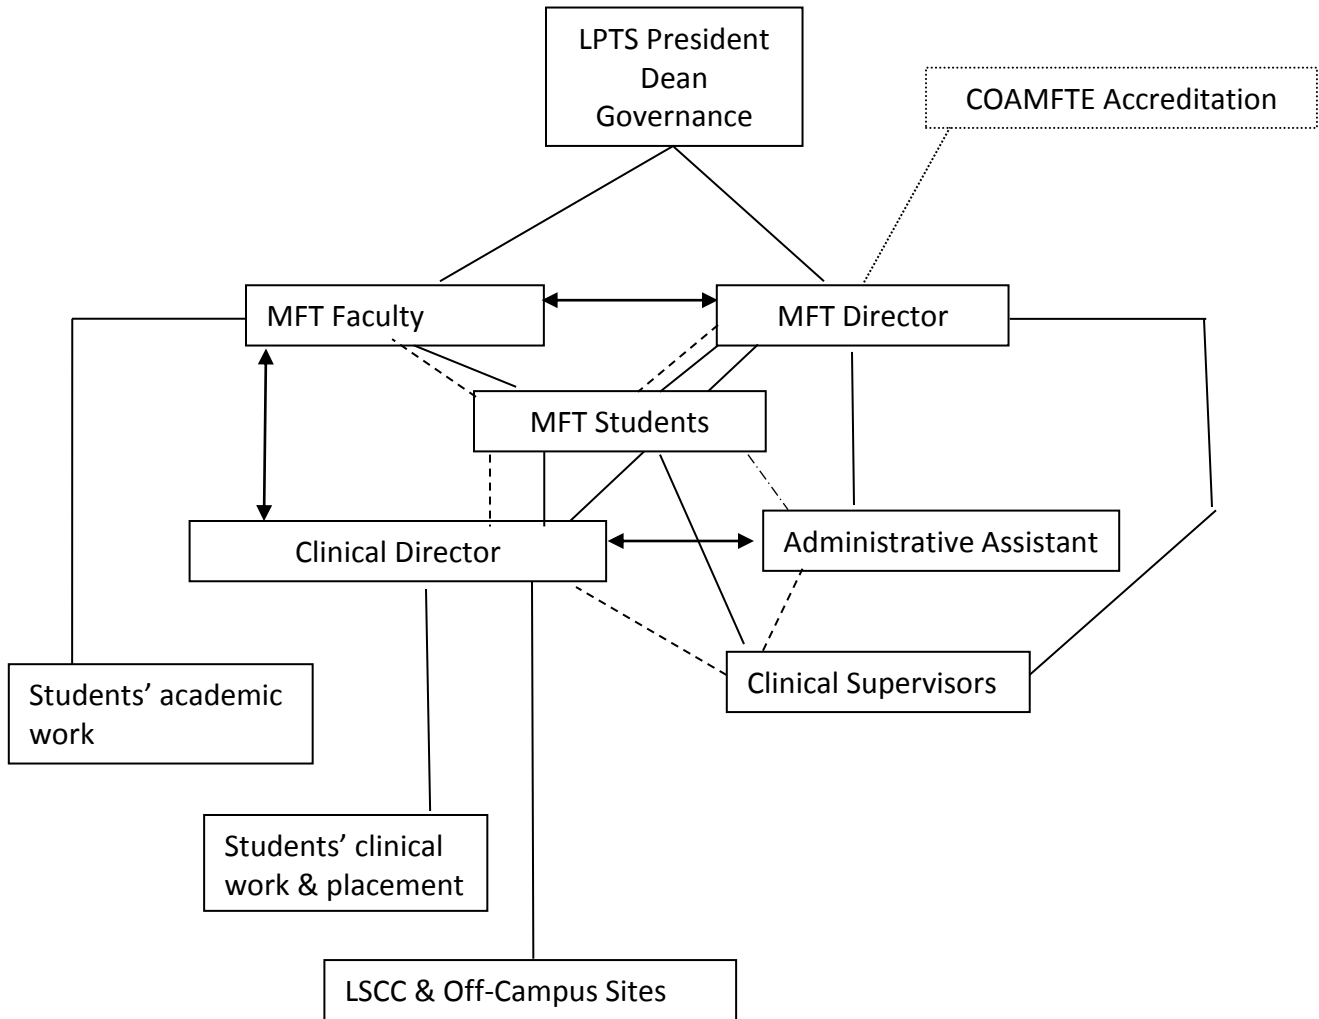 LPTS President
Dean
Governance
COAMFTE Accreditation
MFT Faculty
MFT Director
MFT Students
Clinical Director
Administrative Assistant
Clinical Supervisors
Students’ academic
work
Students’ clinical
work & placement
LSCC & Off-Campus Sites